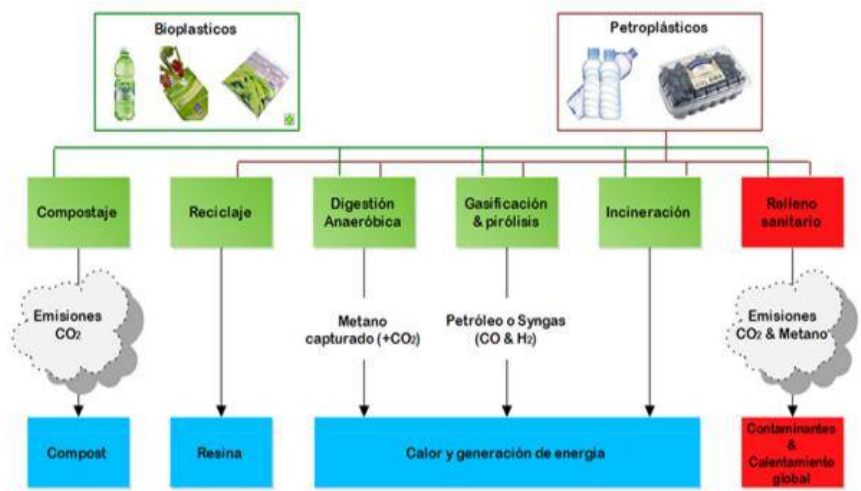 Bioplasticos
Petroplásticos
Compostaje
Reciclaje
Digestión
Anaeróbica
Gasificación
& pirólisis
Incineración
Relleno
sanitario
Emisiones
CO2
Metano
capturado (+CO2)
Petróleo o Syngas
(CO & H2)
Emisiones
CO2 & Metano
Compost
Resina
Calor y generación de energia
Contaminantes
&
Calentamiento
global